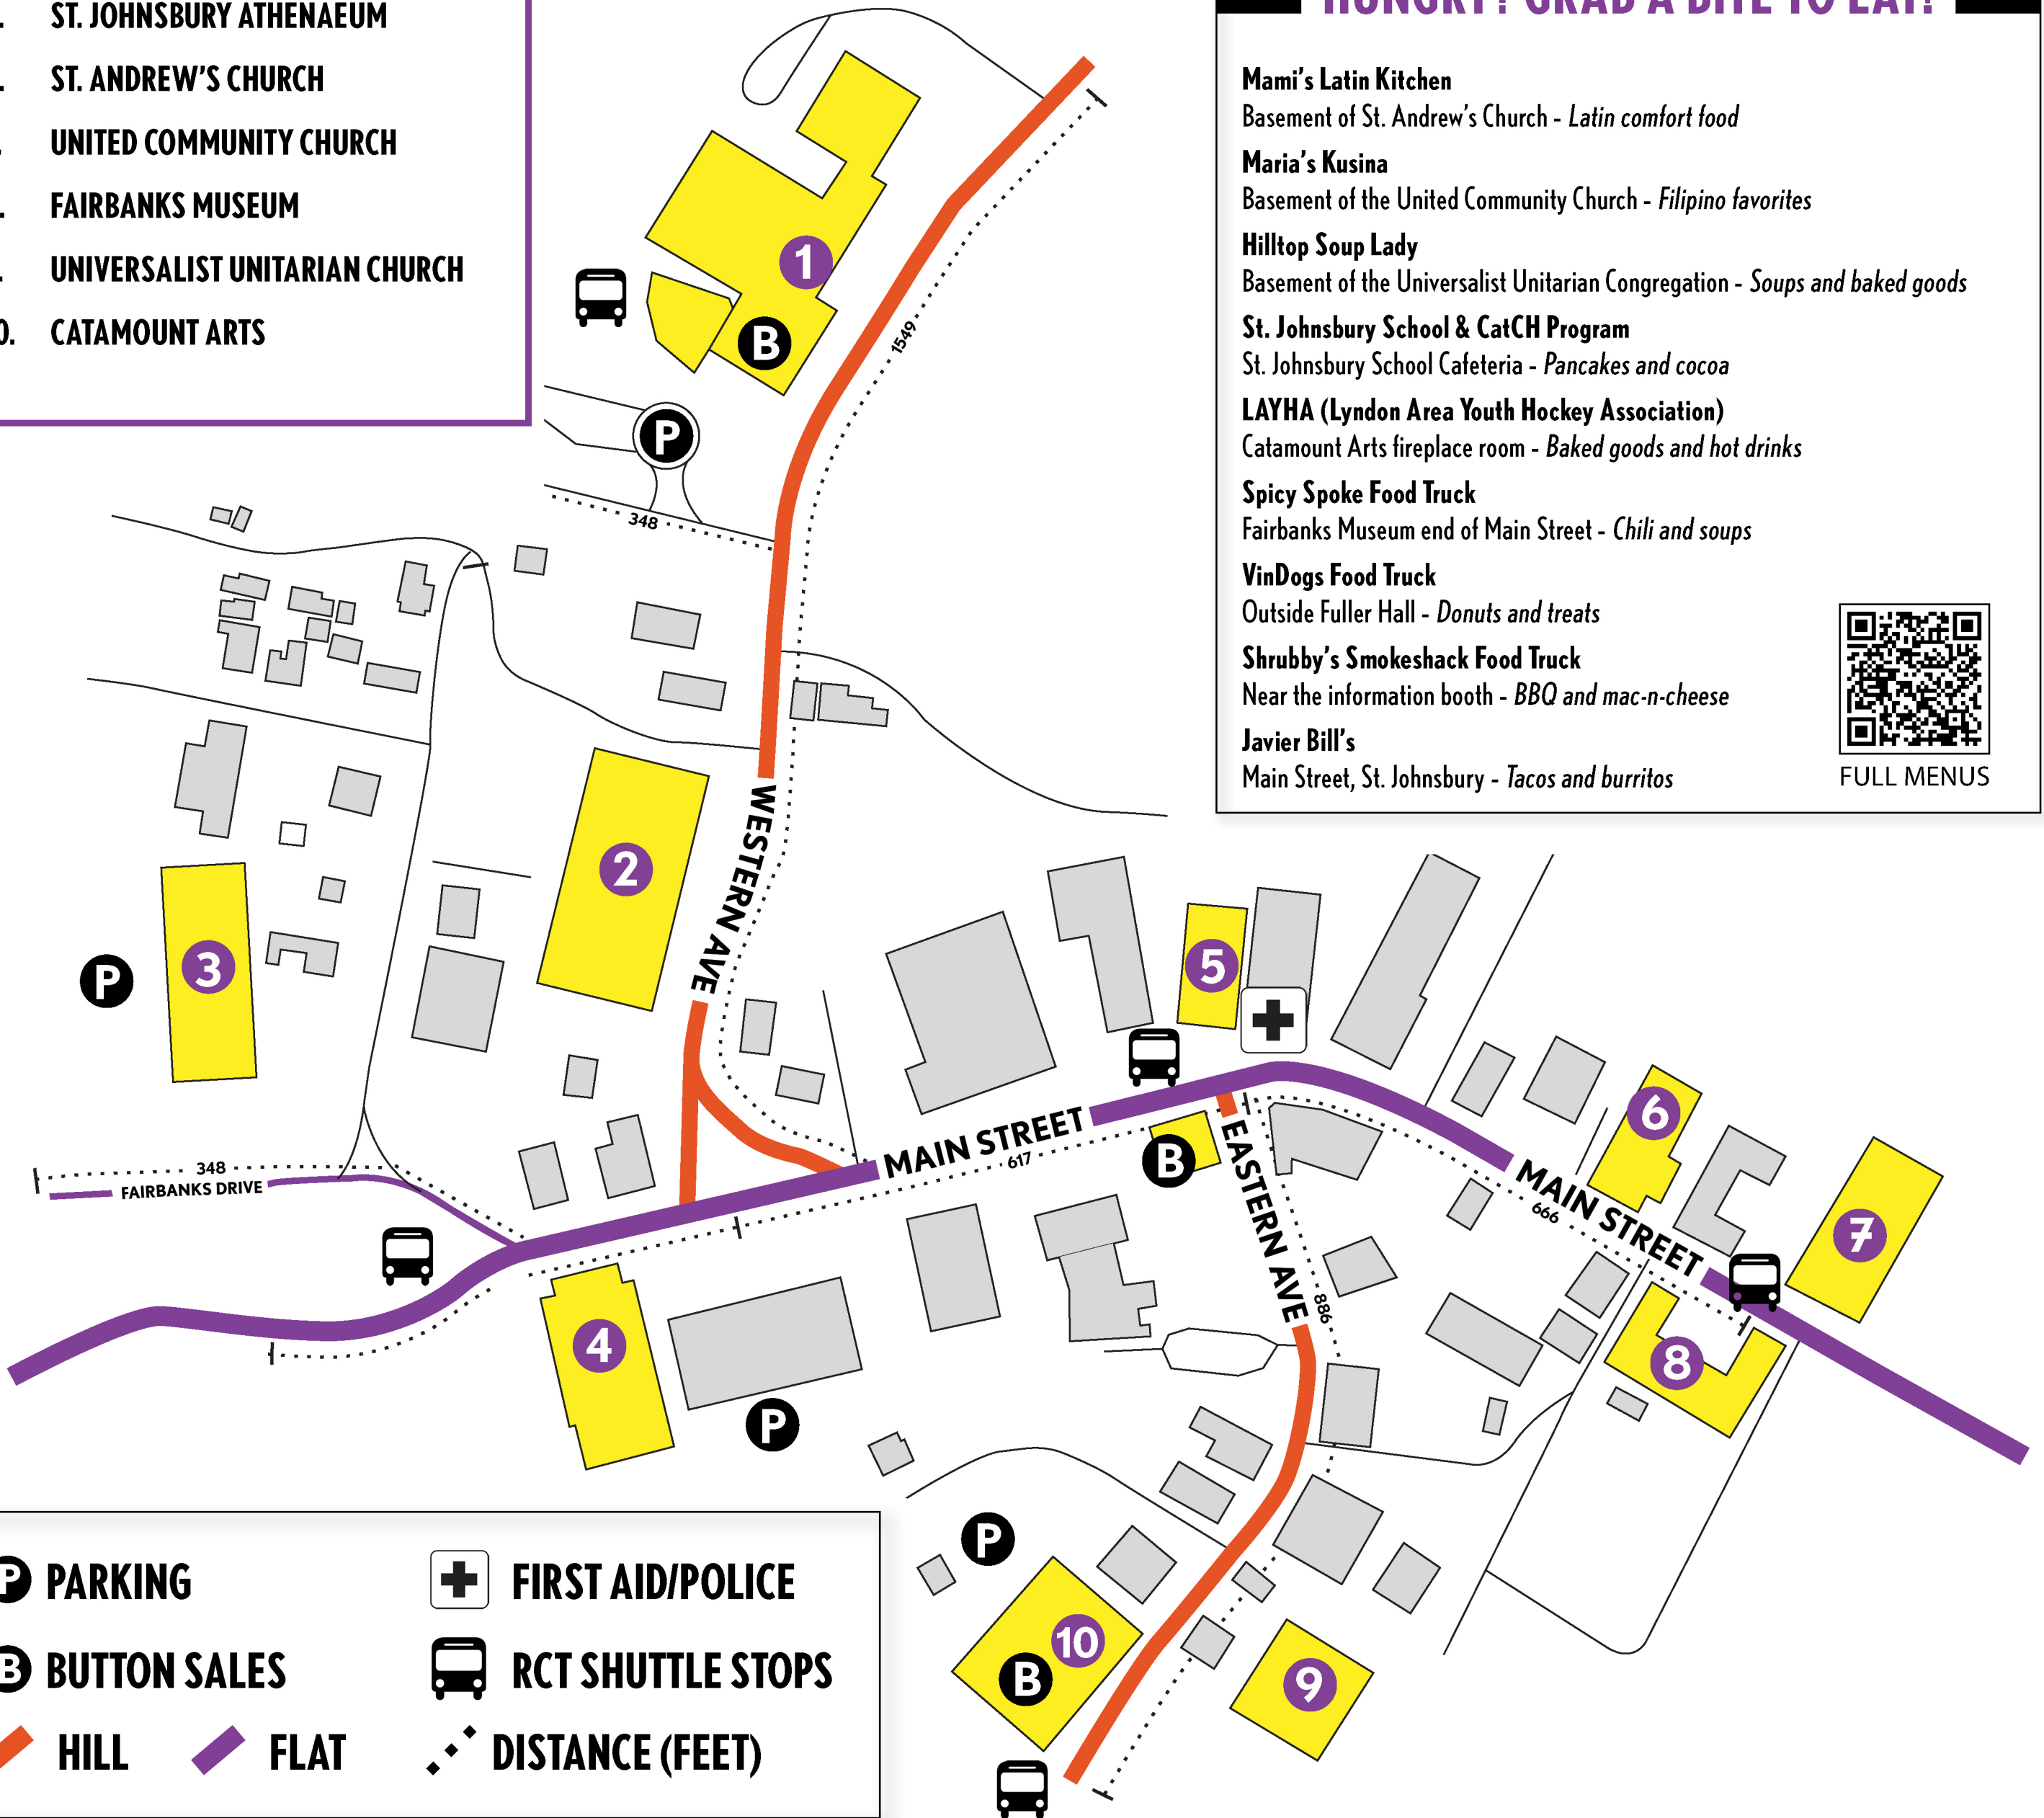 ST. JOHNSBURY ATHENAEUM
ST. ANDREW'S CHURCH
UNITED COMMUNITY CHURCH
FAIRBANKS MUSEUM
UNIVERSALIST UNITARIAN CHURCH
0. CATAMOUNT ARTS
HUNGRY? GRAB A BITE TO EAT!
Mami's Latin Kitchen
Basement of St. Andrew's Church - Latin comfort food
Maria's Kusina
Basement of the United Community Church - Filipino favorites
Hilltop Soup Lady
Basement of the Universalist Unitarian Congregation - Soups and baked goods
St. Johnsbury School & CatCH Program
St. Johnsbury School Cafeteria - Pancakes and cocoa
LAYHA (Lyndon Area Youth Hockey Association)
Catamount Arts fireplace room - Baked goods and hot drinks
Spicy Spoke Food Truck
Fairbanks Museum end of Main Street - Chili and soups
VinDogs Food Truck
Outside Fuller Hall - Donuts and treats
Shrubby's Smokeshack Food Truck
Near the information booth - BBQ and mac-n-cheese
Javier Bill's
Main Street, St. Johnsbury - Tacos and burritos
FULL MENUS
1
B
1549
P
348
WESTERN AVE
2
3
P
5
6
7
348
FAIRBANKS DRIVE
MAIN STREET
617
B
EASTERN AVE
886
MAIN STREET
666
8
4
P
P
10
B
9
P PARKING
FIRST AID/POLICE
B BUTTON SALES
RCT SHUTTLE STOPS
HILL
FLAT
DISTANCE (FEET)